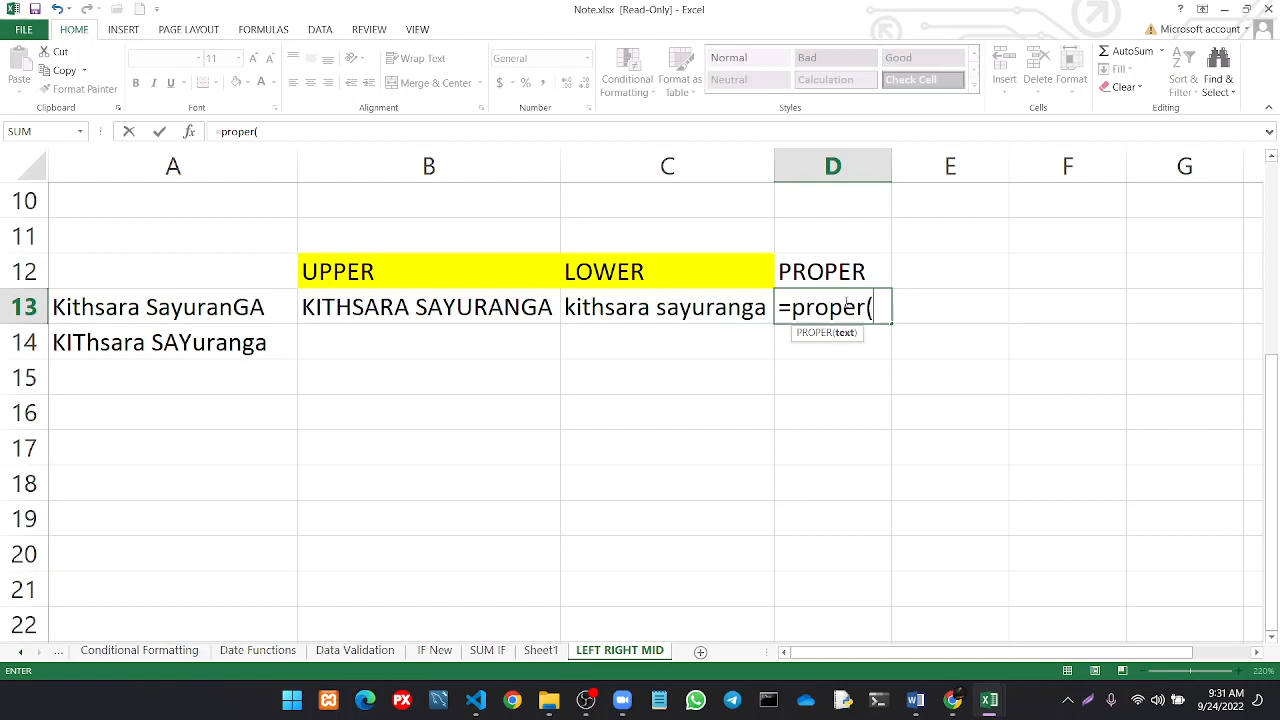 Note.xlsx [Read-Only] - Excel
FILE HOME INSERT PAGE LAYOUT FORMULAS DATA REVIEW VIEW Microsoft account
Paste Cut Copy Format Painter
11
Wrap Text
Merge & Center
General
Conditional Formatting Format as Table
Normal Bad Good
Neutral Calculation Check Cell
Insert Delete Format
AutoSum
Fill
Clear
Sort & Filter Find & Select
Clipboard Font Alignment Number Styles Cells Editing
SUM =proper(
A B C D E F G
10
11
12 UPPER LOWER PROPER
13 Kithsara SayuranGA KITHSARA SAYURANGA kithsara sayuranga =proper(
PROPER(text)
14 KIThsara SAYuranga
15
16
17
18
19
20
21
22
... Conditional Formatting Date Functions Data Validation IF New SUM IF Sheet1 LEFT RIGHT MID
ENTER 220%
9:31 AM
9/24/2022